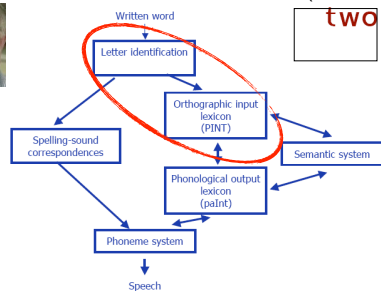 two
Written word
Letter identification
Orthographic input
lexicon
(PINT)
Spelling-sound
correspondences
Semantic system
Phonological output
lexicon
(paInt)
Phoneme system
Speech